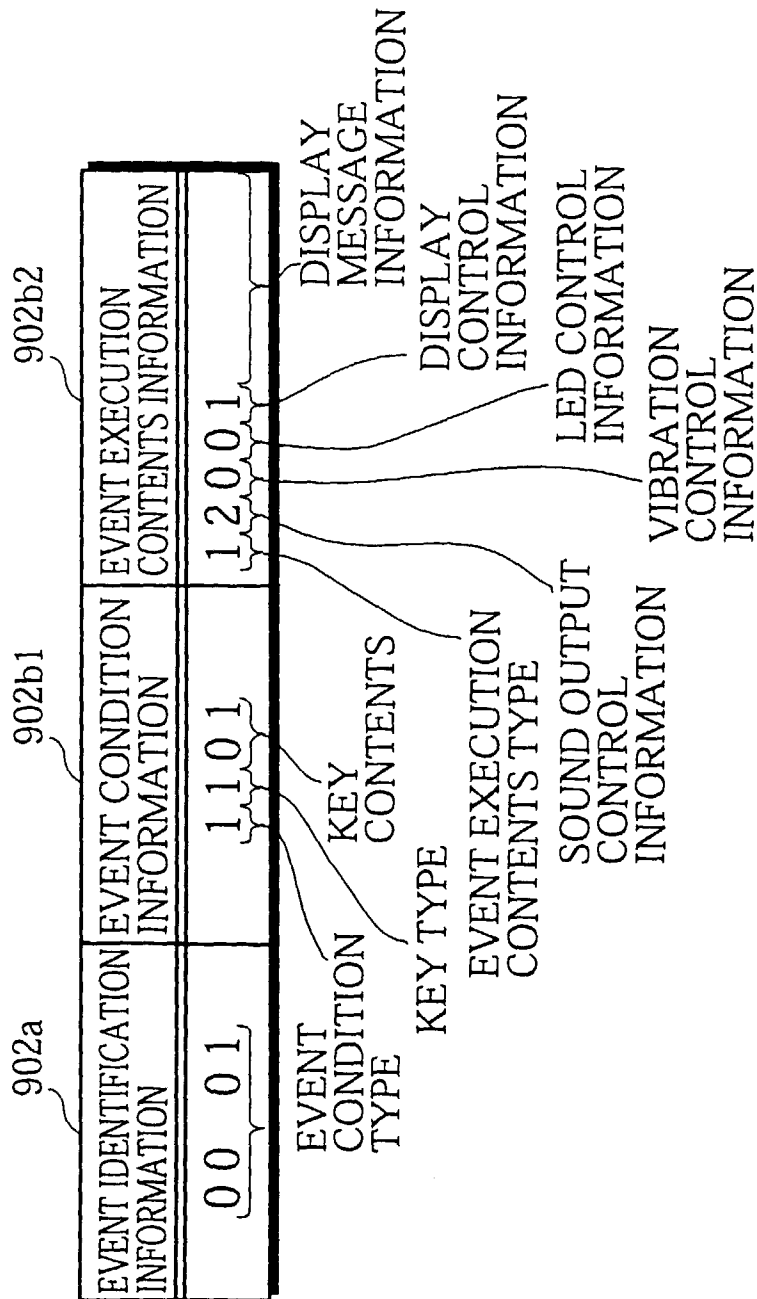 902a
902b1
902b2
EVENT IDENTIFICATION
INFORMATION
EVENT CONDITION
INFORMATION
EVENT EXECUTION
CONTENTS INFORMATION
00 01
1101
12001
EVENT
CONDITION
TYPE
KEY TYPE
KEY
CONTENTS
EVENT EXECUTION
CONTENTS TYPE
SOUND OUTPUT
CONTROL
INFORMATION
VIBRATION
CONTROL
INFORMATION
LED CONTROL
INFORMATION
DISPLAY
CONTROL
INFORMATION
DISPLAY
MESSAGE
INFORMATION